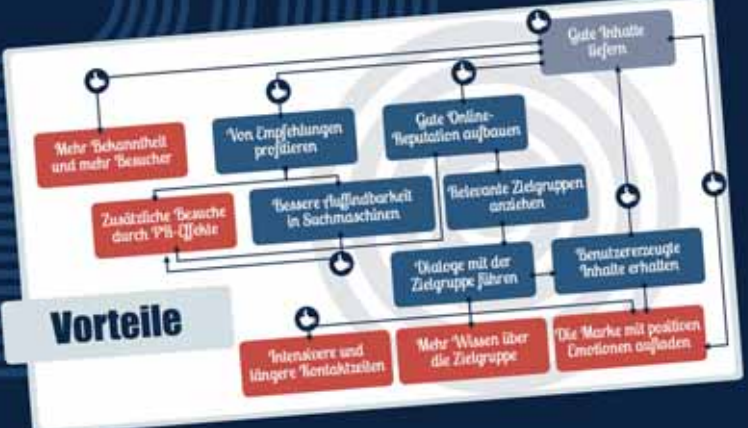 Gute Inhalte
liefern
Mehr Bekanntheit
und mehr Besucher
Von Empfehlungen
profitieren
Gute Online-
Reputation aufbauen
Zusätzliche Besuche
durch PR-Effekte
Bessere Auffindbarkeit
in Sachmaschinen
Relevante Zielgruppen
anziehen
Dialoge mit der
Zielgruppe führen
Benutzererzeugte
Inhalte erhalten
Vorteile
Intensivere und
längere Kontaktzeiten
Mehr Wissen über
die Zielgruppe
Die Marke mit positiven
Emotionen aufladen